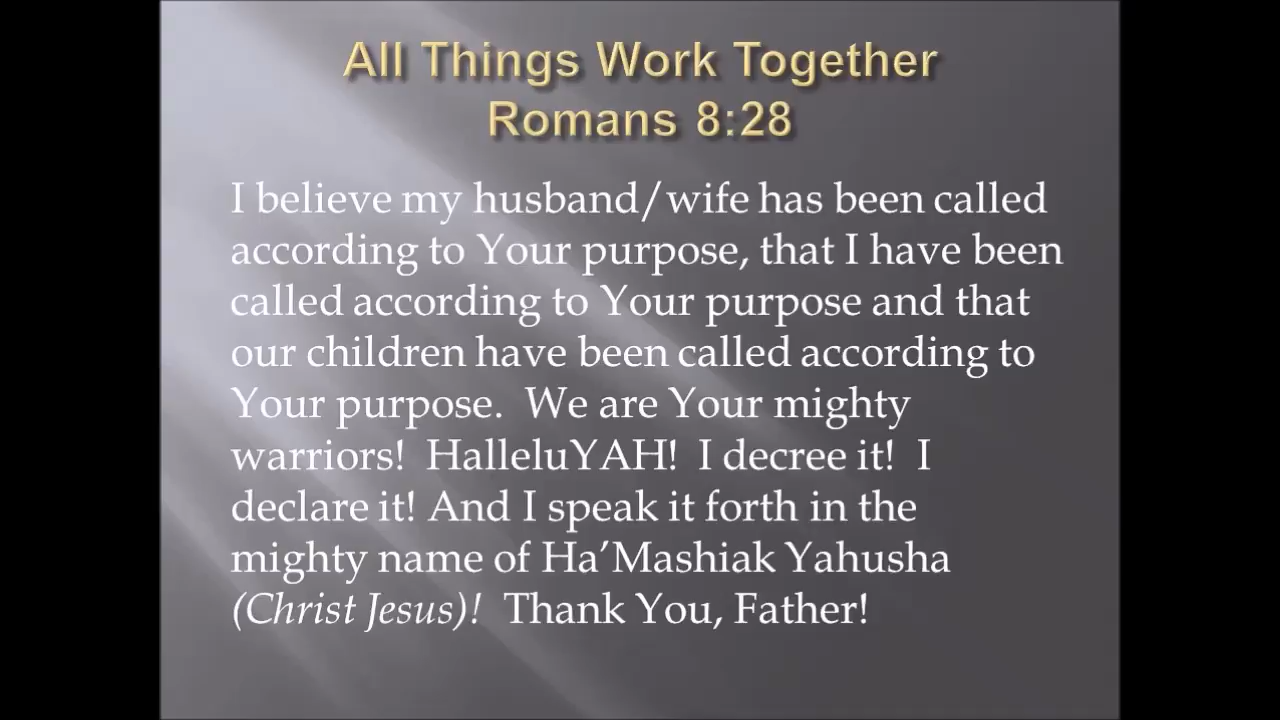 All Things Work Together
Romans 8:28
I believe my husband/wife has been called
according to Your purpose, that I have been
called according to Your purpose and that
our children have been called according to
Your purpose.  We are Your mighty
warriors!  HalleluYAH!  I decree it!  I
declare it! And I speak it forth in the
mighty name of Ha’Mashiak Yahusha
(Christ Jesus)!  Thank You, Father!